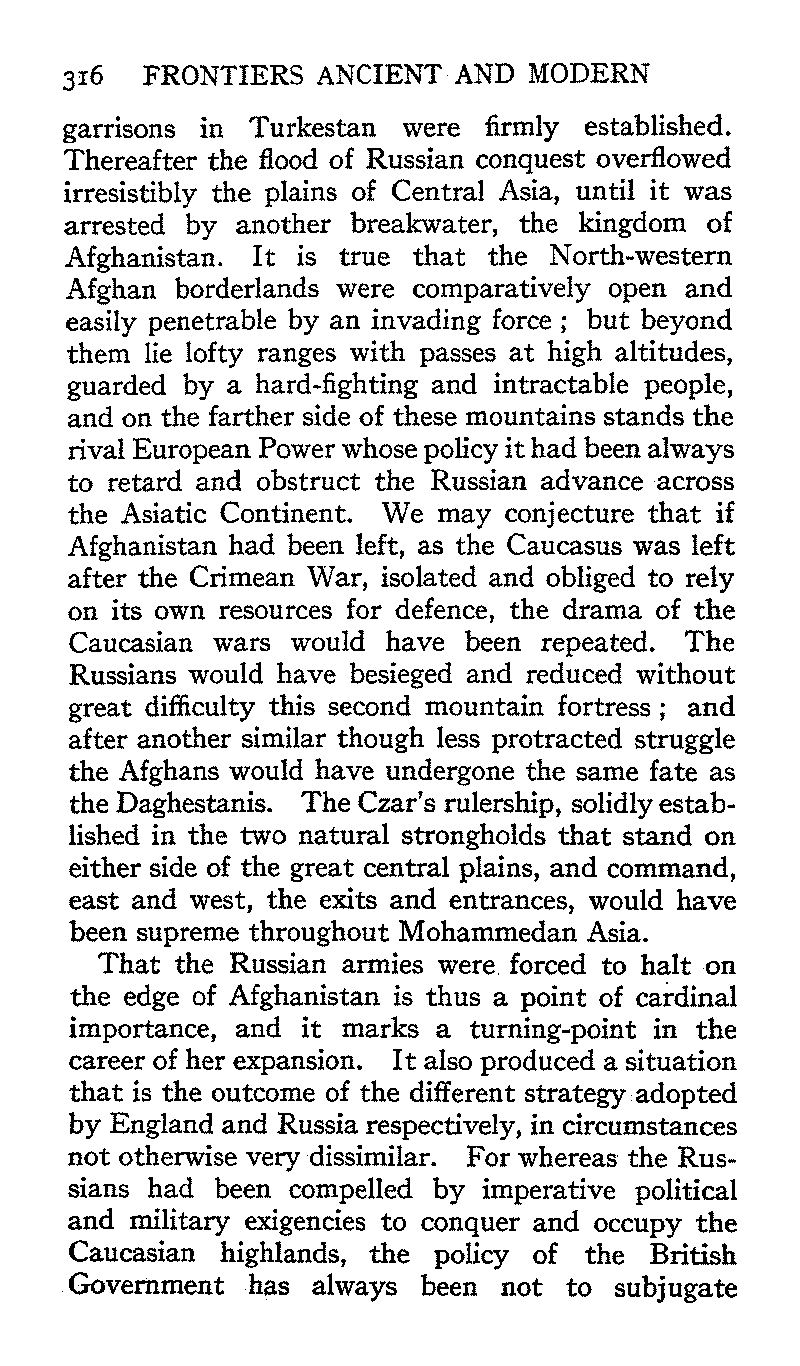 316 FRONTIERS ANCIENT AND MODERN
garrisons in Turkestan were firmly established.
Thereafter the flood of Russian conquest overflowed
irresistibly the plains of Central Asia, until it was
arrested by another breakwater, the kingdom of
Afghanistan. It is true that the North-western
Afghan borderlands were comparatively open and
easily penetrable by an invading force ; but beyond
them lie lofty ranges with passes at high altitudes,
guarded by a hard-fighting and intractable people,
and on the farther side of these mountains stands the
rival European Power whose policy it had been always
to retard and obstruct the Russian advance across
the Asiatic Continent. We may conjecture that if
Afghanistan had been left, as the Caucasus was left
after the Crimean War, isolated and obliged to rely
on its own resources for defence, the drama of the
Caucasian wars would have been repeated. The
Russians would have besieged and reduced without
great difficulty this second mountain fortress ; and
after another similar though less protracted struggle
the Afghans would have undergone the same fate as
the Daghestanis. The Czar's rulership, solidly estab-
lished in the two natural strongholds that stand on
either side of the great central plains, and command,
east and west, the exits and entrances, would have
been supreme throughout Mohammedan Asia.
That the Russian armies were forced to halt on
the edge of Afghanistan is thus a point of cardinal
importance, and it marks a turning-point in the
career of her expansion. It also produced a situation
that is the outcome of the different strategy adopted
by England and Russia respectively, in circumstances
not otherwise very dissimilar. For whereas the Rus-
sians had been compelled by imperative political
and military exigencies to conquer and occupy the
Caucasian highlands, the policy of the British
Government has always been not to subjugate